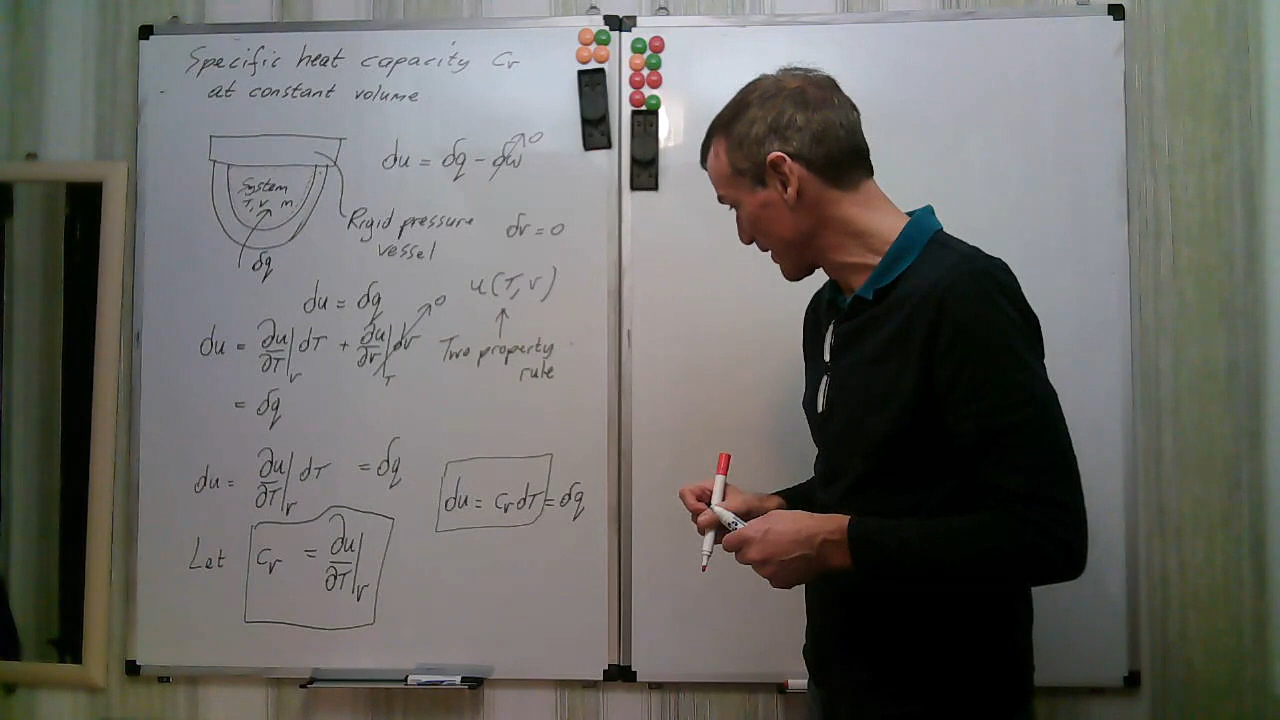 Specific heat capacity Cv
at constant volume
du = δq - δw → 0
System
T, v m.
Rigid pressure
vessel
δq
dv = 0
du = δq
u(T, v)
du = ∂u/∂T|v dT + ∂u/∂v|T dv → 0
Two property
rule
= δq
du = ∂u/∂T|v dT = δq
du = cv dT = δq
Let cv = ∂u/∂T|v